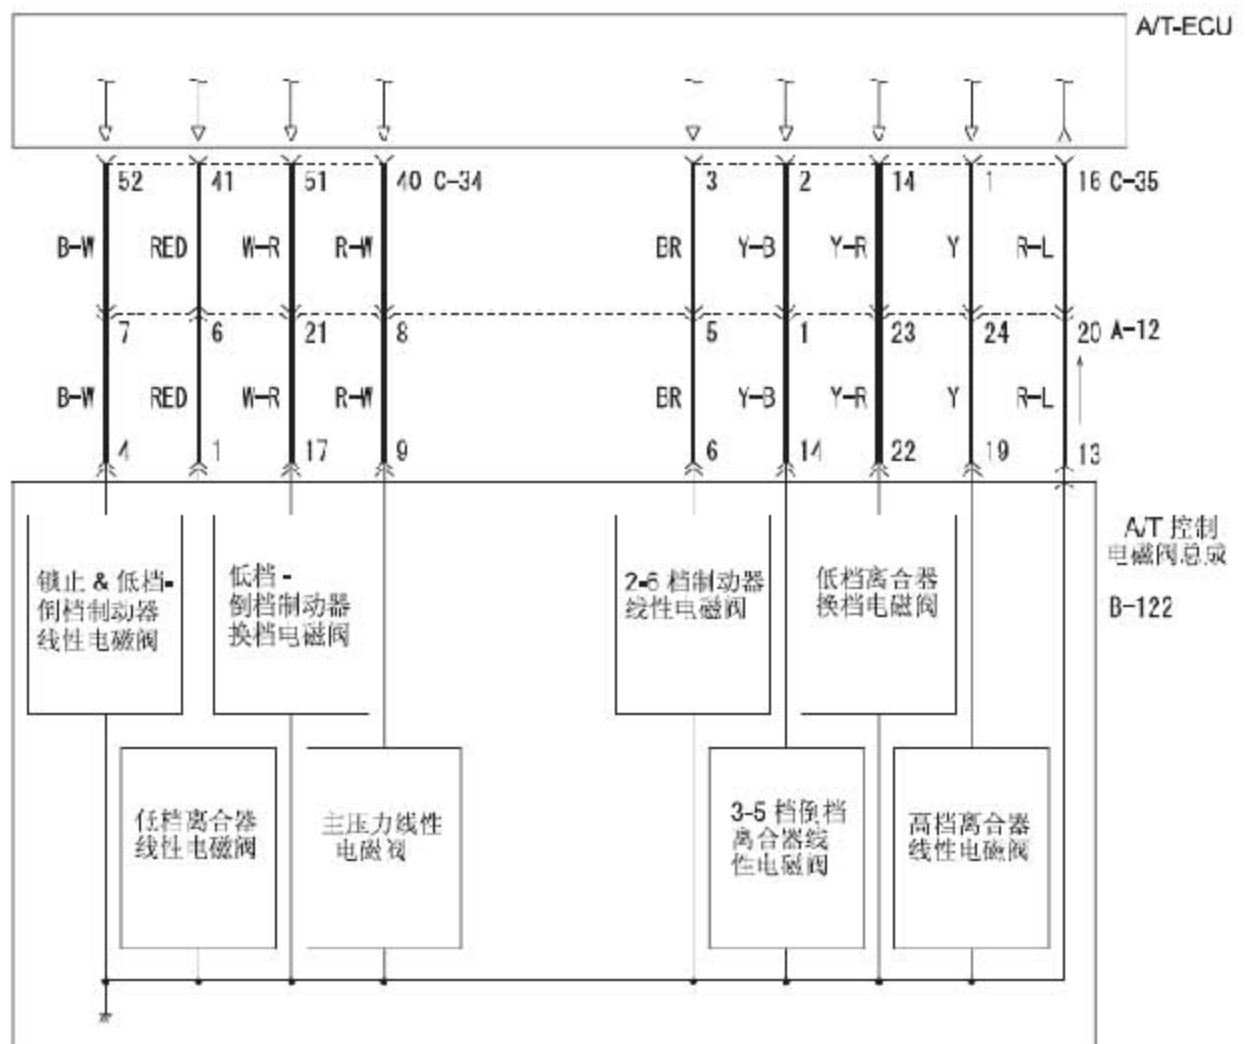 A/T-ECU
52 41 51 40 C-34 3 2 14 1 16 C-35
B-W RED W-R R-W BR Y-B Y-R Y R-L
7 6 21 8 5 1 23 24 20 A-12
B-W RED W-R R-W BR Y-B Y-R Y R-L
4 1 17 9 6 14 22 19 13
A/T 控制
电磁阀总成
B-122
锁止 & 低档-
倒档制动器
线性电磁阀
低档 -
倒档制动器
换档电磁阀
2-6 档制动器
线性电磁阀
低档离合器
换档电磁阀
低档离合器
线性电磁阀
主压力线性
电磁阀
3-5 档倒档
离合器线
性电磁阀
高档离合器
线性电磁阀